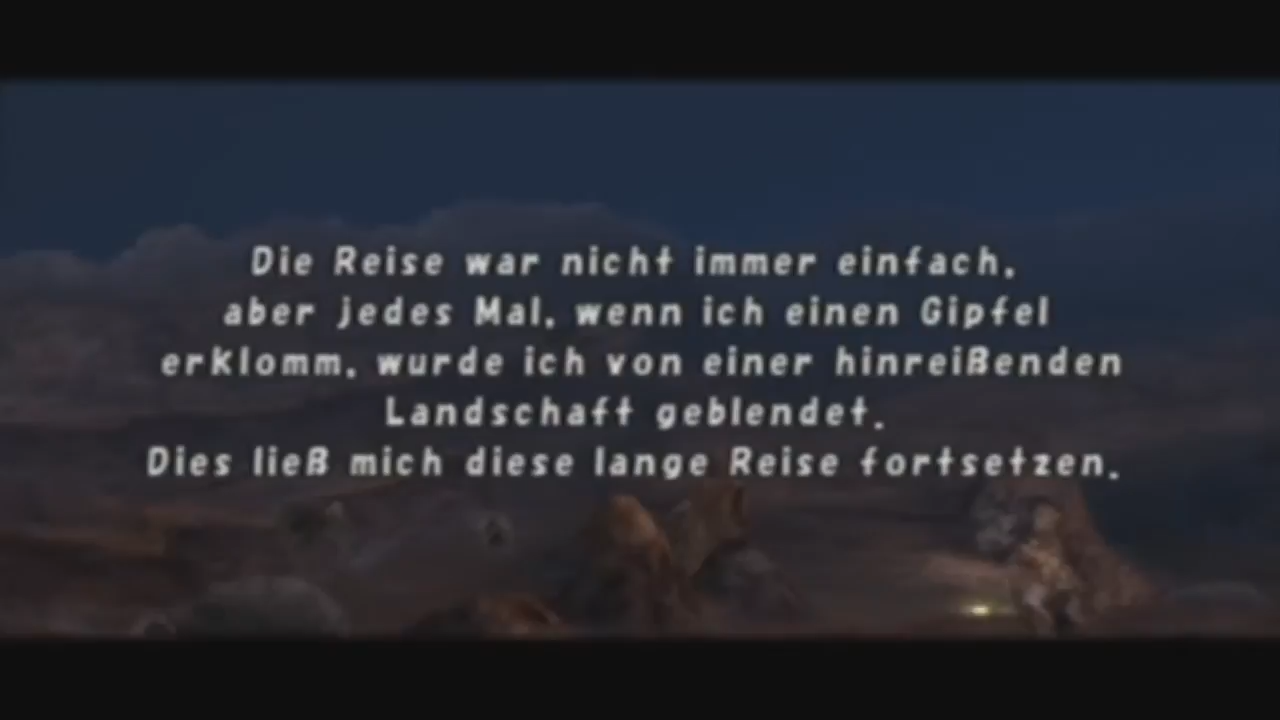 Die Reise war nicht immer einfach,
aber jedes Mal, wenn ich einen Gipfel
erklomm, wurde ich von einer hinreißenden
Landschaft geblendet.
Dies ließ mich diese lange Reise fortsetzen.